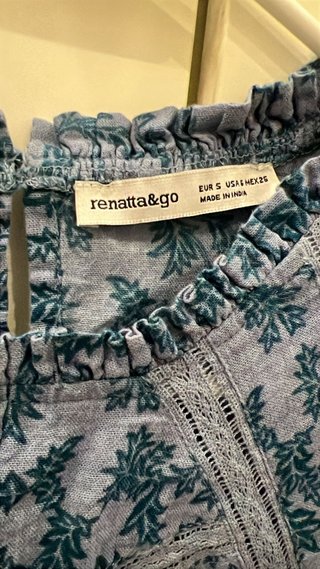 renatta&go
EUR S USA S MEX 26
MADE IN INDIA